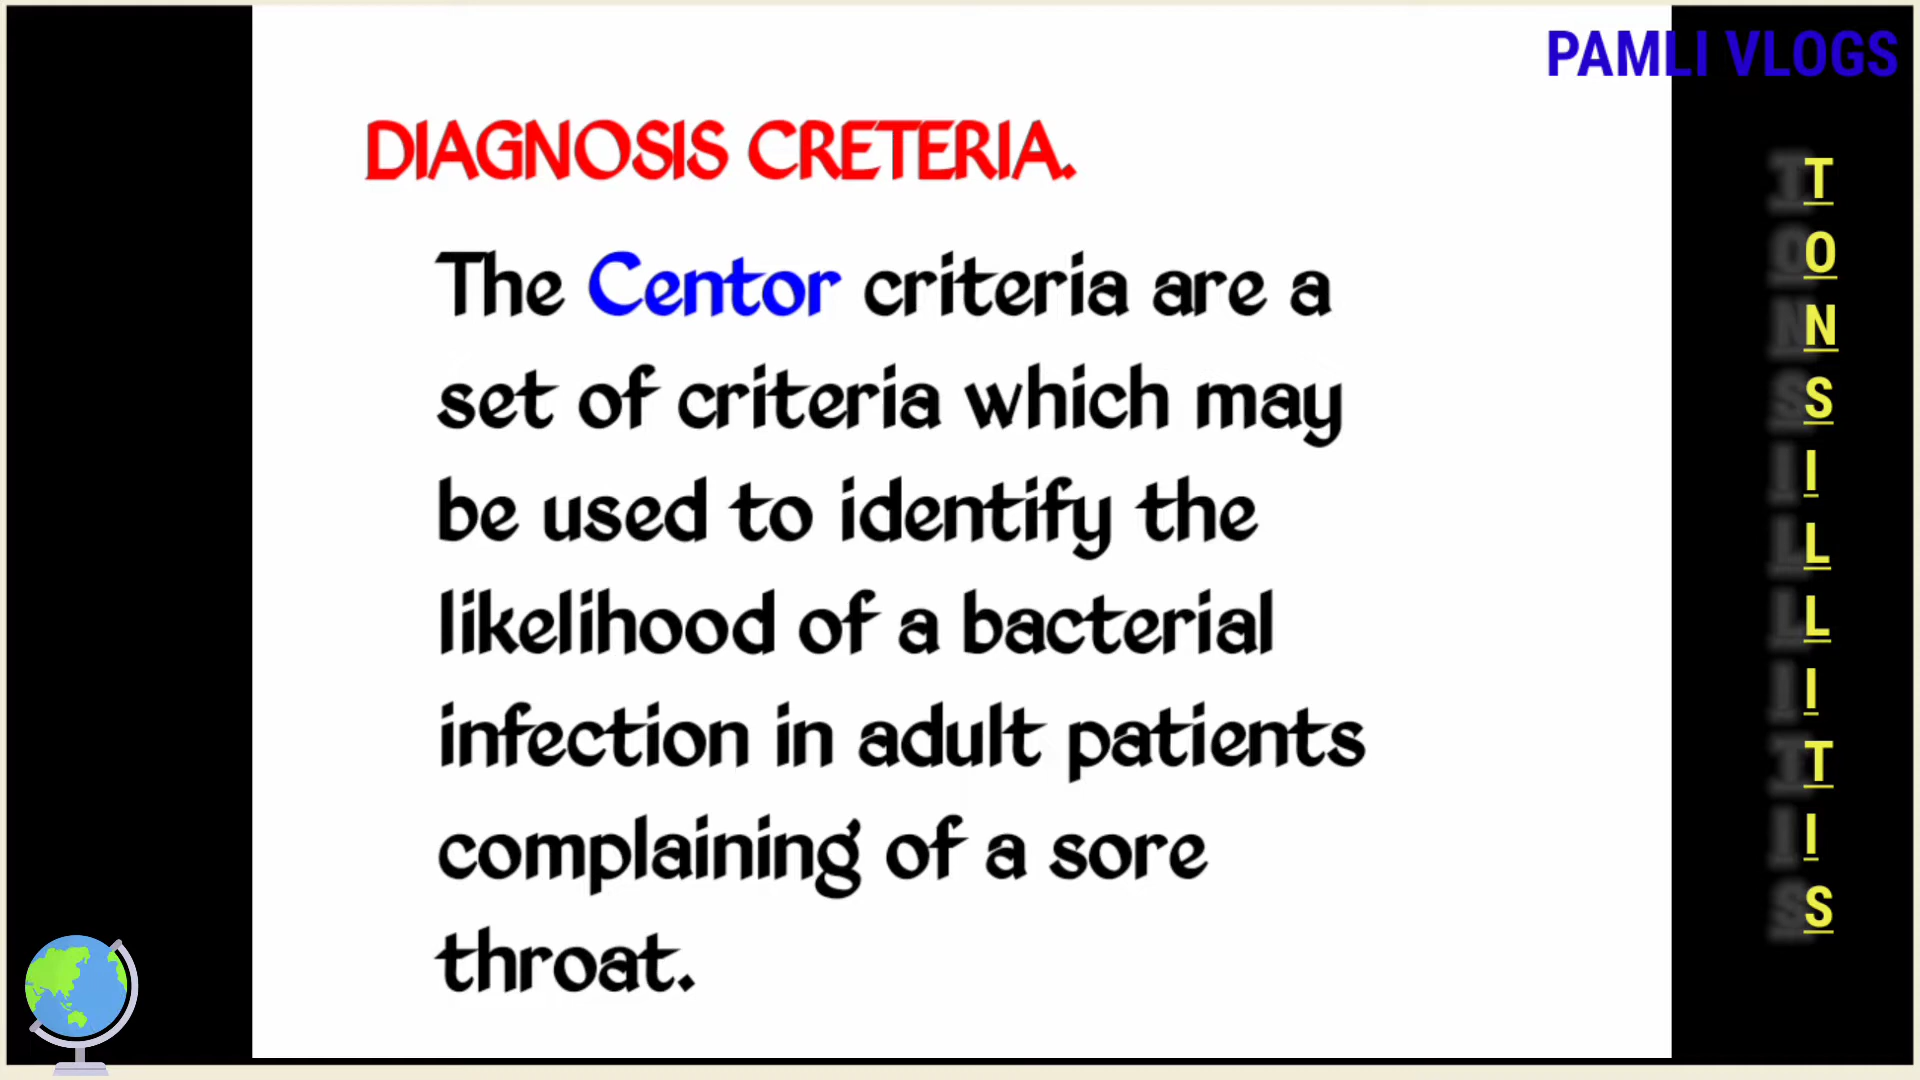 PAMLI VLOGS
DIAGNOSIS CRETERIA.
The Centor criteria are a
set of criteria which may
be used to identify the
likelihood of a bacterial
infection in adult patients
complaining of a sore
throat.
TONSILLITIS